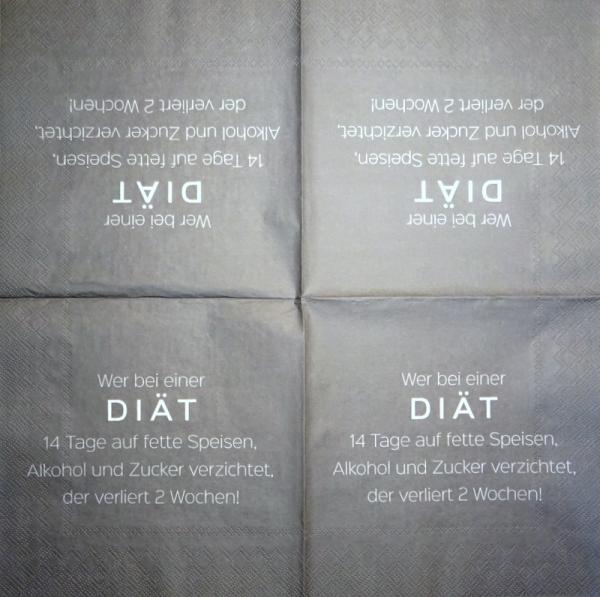 Wer bei einer
DIÄT
14 Tage auf fette Speisen,
Alkohol und Zucker verzichtet,
der verliert 2 Wochen!
Wer bei einer
DIÄT
14 Tage auf fette Speisen,
Alkohol und Zucker verzichtet,
der verliert 2 Wochen!
Wer bei einer
DIÄT
14 Tage auf fette Speisen,
Alkohol und Zucker verzichtet,
der verliert 2 Wochen!
Wer bei einer
DIÄT
14 Tage auf fette Speisen,
Alkohol und Zucker verzichtet,
der verliert 2 Wochen!